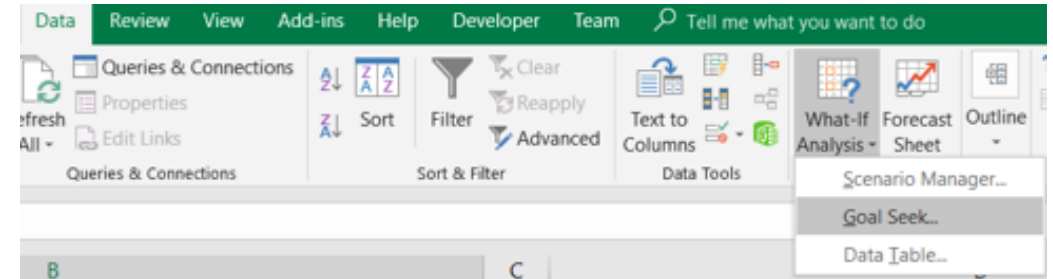 Data Review View Add-ins Help Developer Team Tell me what you want to do
Queries & Connections
Properties
Edit Links
efresh
All
Queries & Connections
A Z
Z A
Z A
A Z
Sort
Filter
Clear
Reapply
Advanced
Sort & Filter
Text to
Columns
Data Tools
What-If
Analysis
Forecast
Sheet
Outline
Scenario Manager...
Goal Seek...
Data Table...
B C